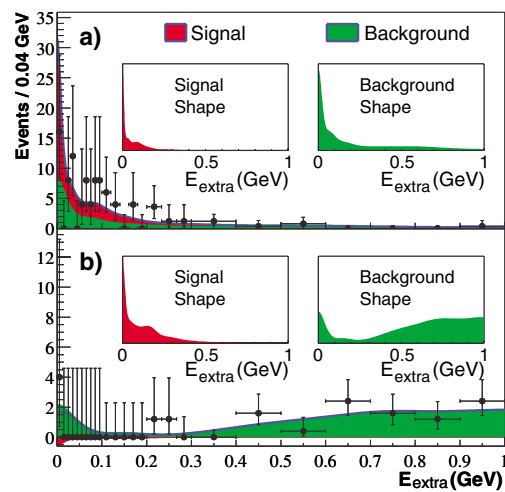 a)
Signal
Background
Events / 0.04 GeV
35
30
25
20
15
10
5
0
Signal
Shape
0
0.5
1
E_extra(GeV)
Background
Shape
0
0.5
1
E_extra(GeV)
b)
12
10
8
6
4
2
0
Signal
Shape
0
0.5
1
E_extra(GeV)
Background
Shape
0
0.5
1
E_extra(GeV)
0 0.1 0.2 0.3 0.4 0.5 0.6 0.7 0.8 0.9 1
E_extra(GeV)